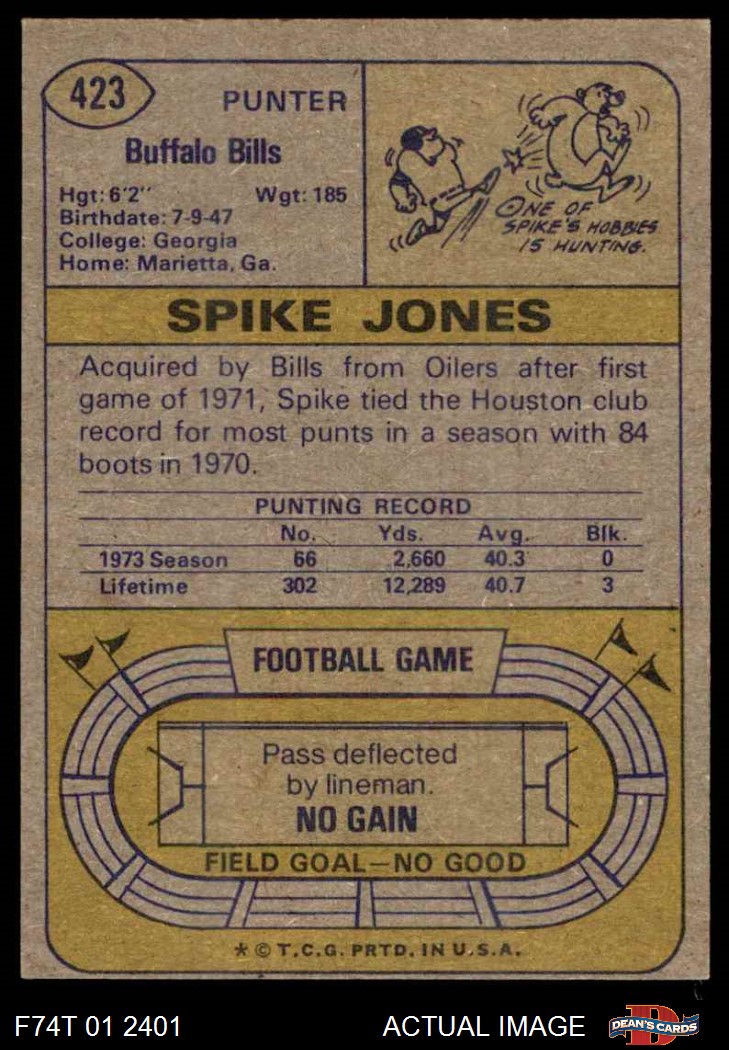 423
PUNTER
Buffalo Bills
Hgt: 6'2" Wgt: 185
Birthdate: 7-9-47
College: Georgia
Home: Marietta, Ga.
ONE OF
SPIKE'S HOBBIES
IS HUNTING.
SPIKE JONES
Acquired by Bills from Oilers after first
game of 1971, Spike tied the Houston club
record for most punts in a season with 84
boots in 1970.
PUNTING RECORD
No. Yds. Avg. Blk.
1973 Season 66 2,660 40.3 0
Lifetime 302 12,289 40.7 3
FOOTBALL GAME
Pass deflected
by lineman.
NO GAIN
FIELD GOAL—NO GOOD
* © T.C.G. PRTD. IN U.S.A.
F74T 01 2401 ACTUAL IMAGE
D
DEAN'S CARDS